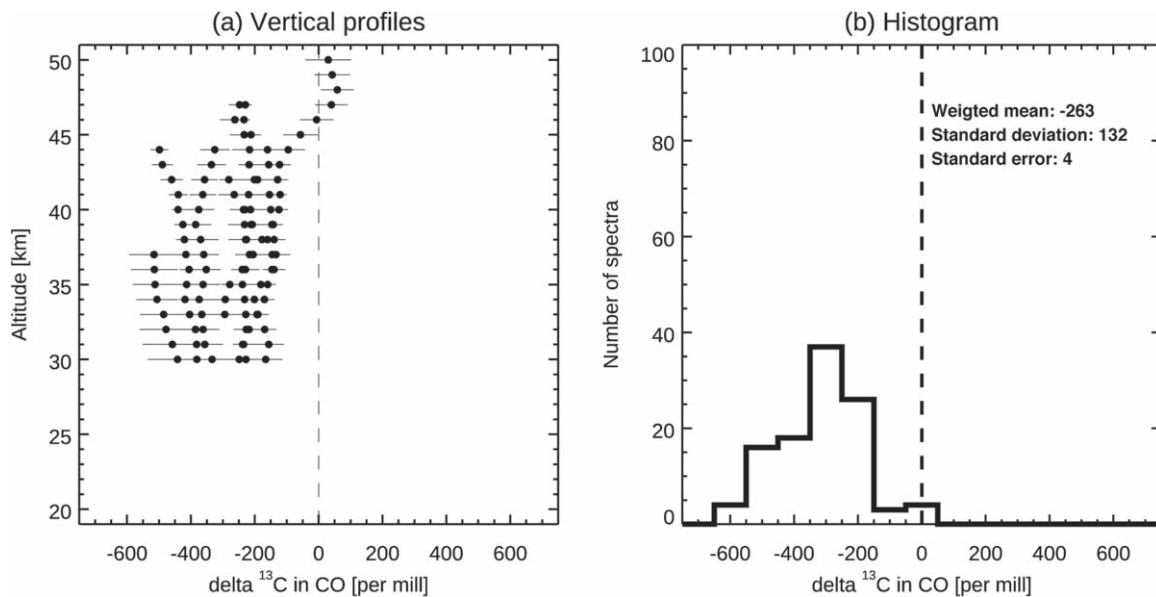 (a) Vertical profiles
50
45
40
35
30
25
20
Altitude [km]
-600 -400 -200 0 200 400 600
delta ¹³C in CO [per mill]
(b) Histogram
100
80
60
40
20
0
Number of spectra
Weigted mean: -263
Standard deviation: 132
Standard error: 4
-600 -400 -200 0 200 400 600
delta ¹³C in CO [per mill]